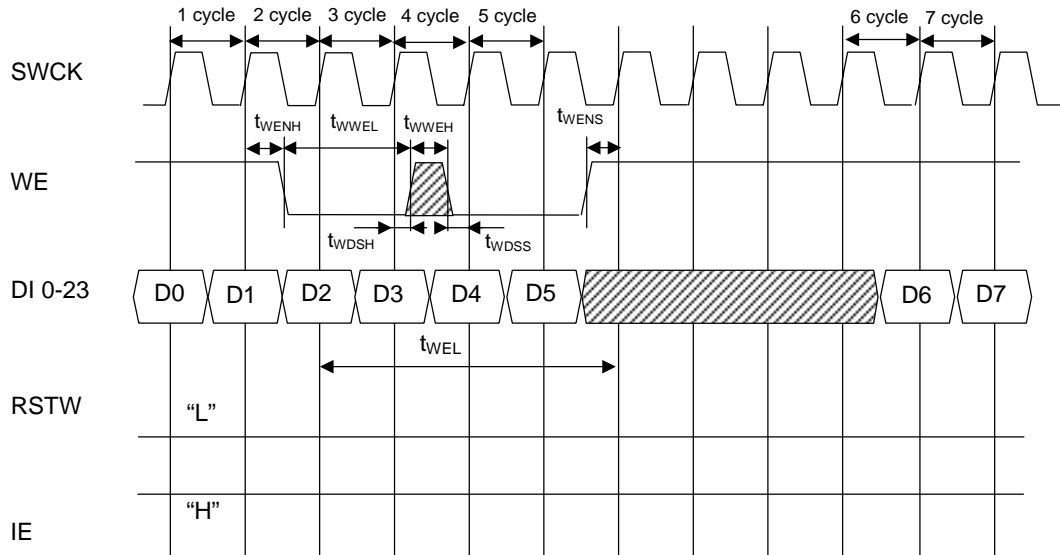 1 cycle 2 cycle 3 cycle 4 cycle 5 cycle 6 cycle 7 cycle
SWCK
tWENH tWWEL tWWEH tWENS
WE
tWDSH tWDSS
DI 0-23 D0 D1 D2 D3 D4 D5 D6 D7
tWEL
RSTW “L”
“H”
IE